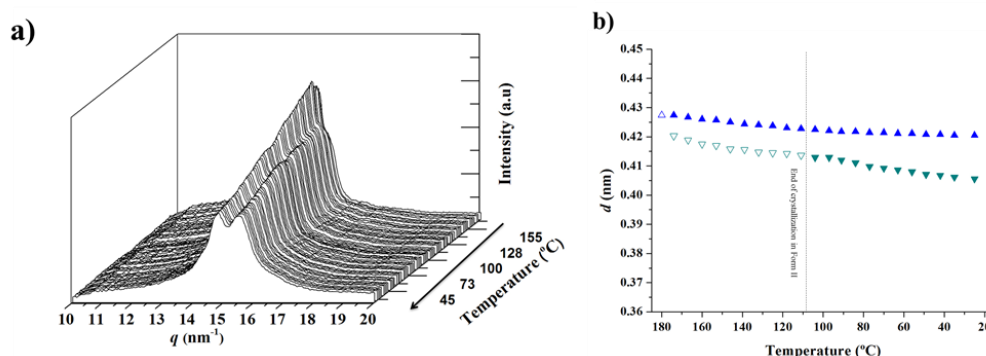 a)
Intensity (a.u)
155
128
100
73
45
Temperature (ºC)
10 11 12 13 14 15 16 17 18 19 20
q (nm-1)
b)
0.45
0.44
0.43
0.42
0.41
0.40
0.39
0.38
0.37
0.36
d (nm)
End of crystallization in Form II
180 160 140 120 100 80 60 40 20
Temperature (ºC)